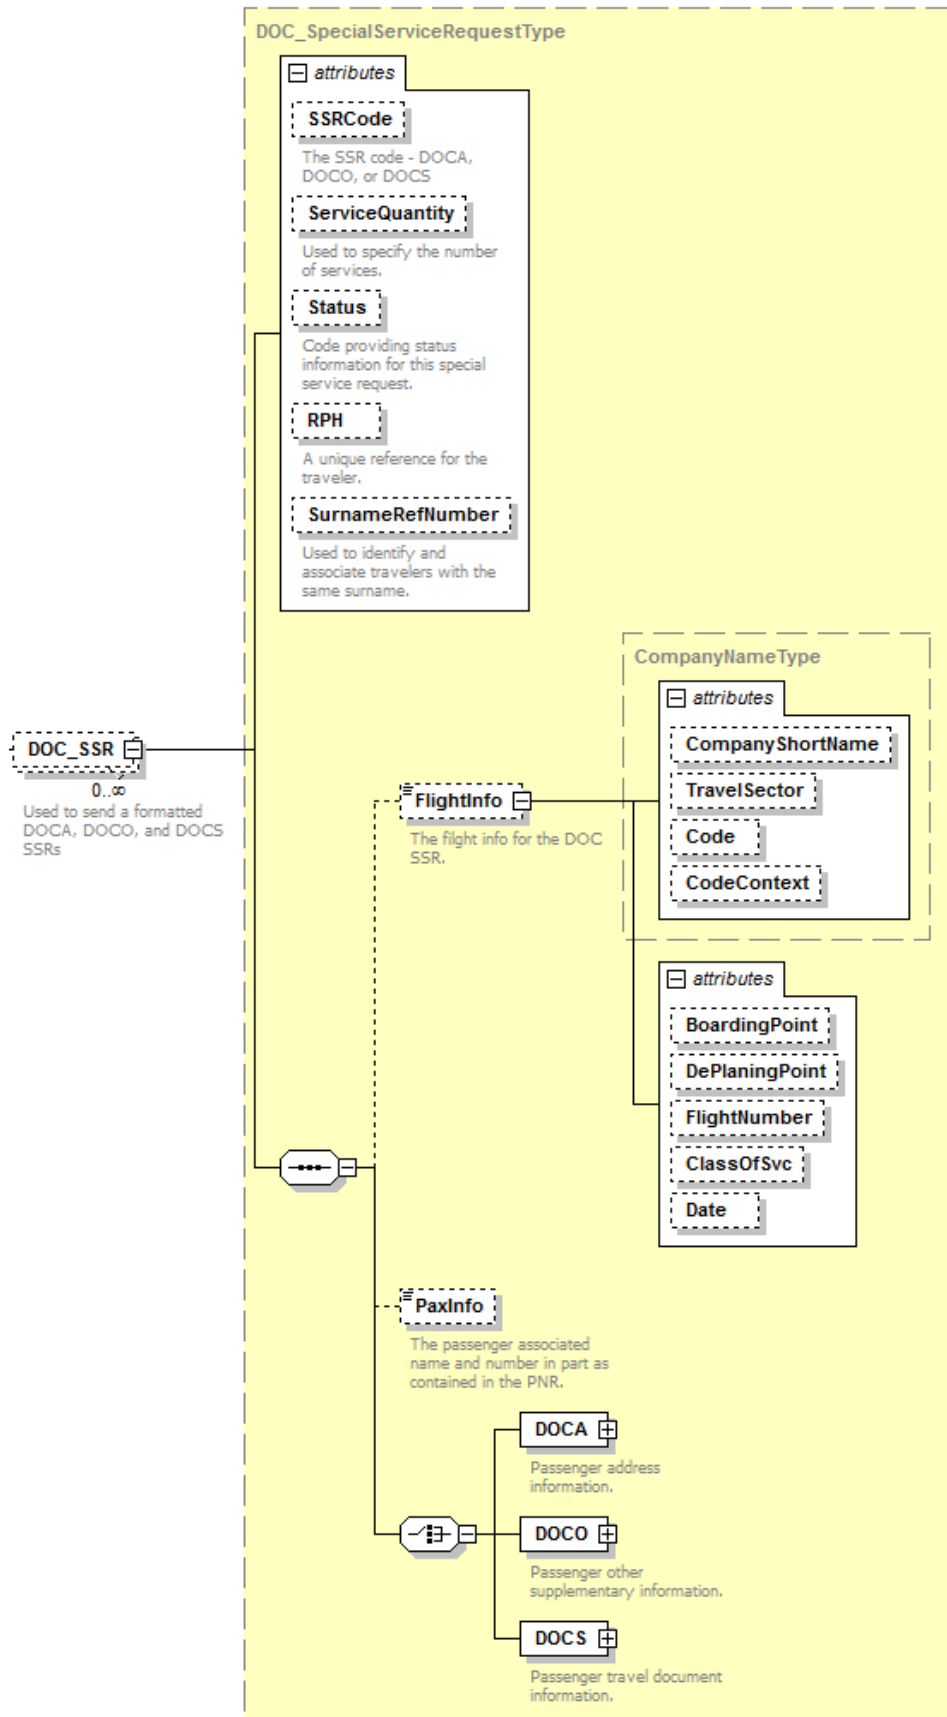 DOC_SpecialServiceRequestType
attributes
SSRCode
The SSR code - DOCA,
DOCO, or DOCS
ServiceQuantity
Used to specify the number
of services.
Status
Code providing status
information for this special
service request.
RPH
A unique reference for the
traveler.
SurnameRefNumber
Used to identify and
associate travelers with the
same surname.
DOC_SSR
0..∞
Used to send a formatted
DOCA, DOCO, and DOCS
SSRs
FlightInfo
The filght info for the DOC
SSR.
CompanyNameType
attributes
CompanyShortName
TravelSector
Code
CodeContext
attributes
BoardingPoint
DePlaningPoint
FlightNumber
ClassOfSvc
Date
PaxInfo
The passenger associated
name and number in part as
contained in the PNR.
DOCA
Passenger address
information.
DOCO
Passenger other
supplementary information.
DOCS
Passenger travel document
information.